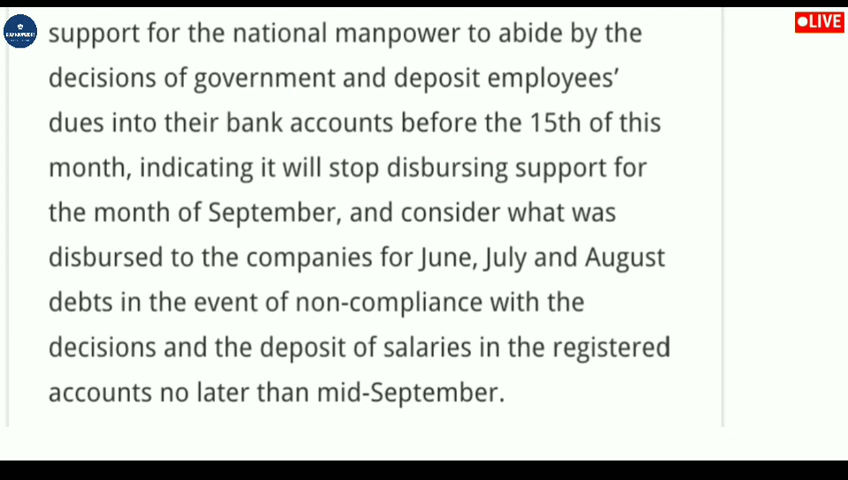 support for the national manpower to abide by the
decisions of government and deposit employees’
dues into their bank accounts before the 15th of this
month, indicating it will stop disbursing support for
the month of September, and consider what was
disbursed to the companies for June, July and August
debts in the event of non-compliance with the
decisions and the deposit of salaries in the registered
accounts no later than mid-September.
LIVE